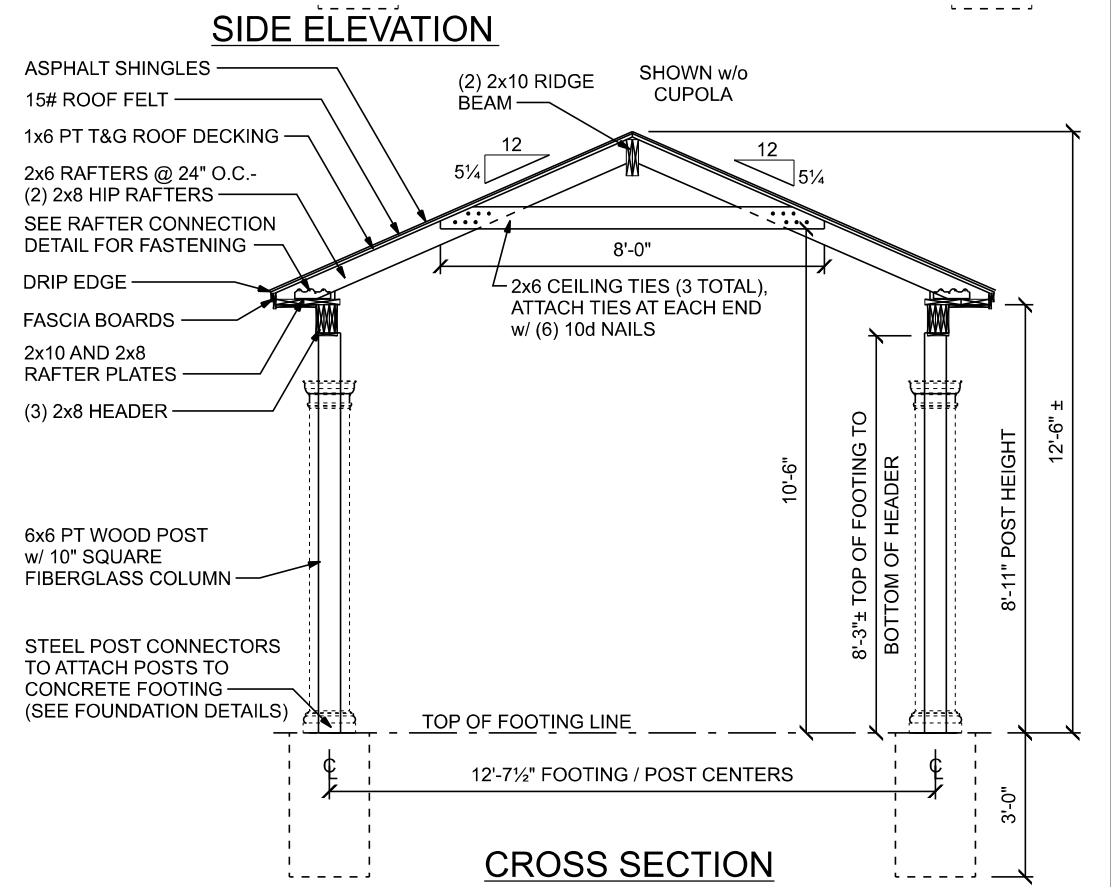 SIDE ELEVATION
ASPHALT SHINGLES
15# ROOF FELT
1x6 PT T&G ROOF DECKING
2x6 RAFTERS @ 24" O.C.-
(2) 2x8 HIP RAFTERS
SEE RAFTER CONNECTION
DETAIL FOR FASTENING
DRIP EDGE
FASCIA BOARDS
2x10 AND 2x8
RAFTER PLATES
(3) 2x8 HEADER
6x6 PT WOOD POST
w/ 10" SQUARE
FIBERGLASS COLUMN
STEEL POST CONNECTORS
TO ATTACH POSTS TO
CONCRETE FOOTING
(SEE FOUNDATION DETAILS)
(2) 2x10 RIDGE
BEAM
SHOWN w/o
CUPOLA
12
5¼
12
5¼
8'-0"
2x6 CEILING TIES (3 TOTAL),
ATTACH TIES AT EACH END
w/ (6) 10d NAILS
10'-6"
8'-3"± TOP OF FOOTING TO
BOTTOM OF HEADER
8'-11" POST HEIGHT
12'-6" ±
TOP OF FOOTING LINE
CL
12'-7½" FOOTING / POST CENTERS
CL
3'-0"
CROSS SECTION